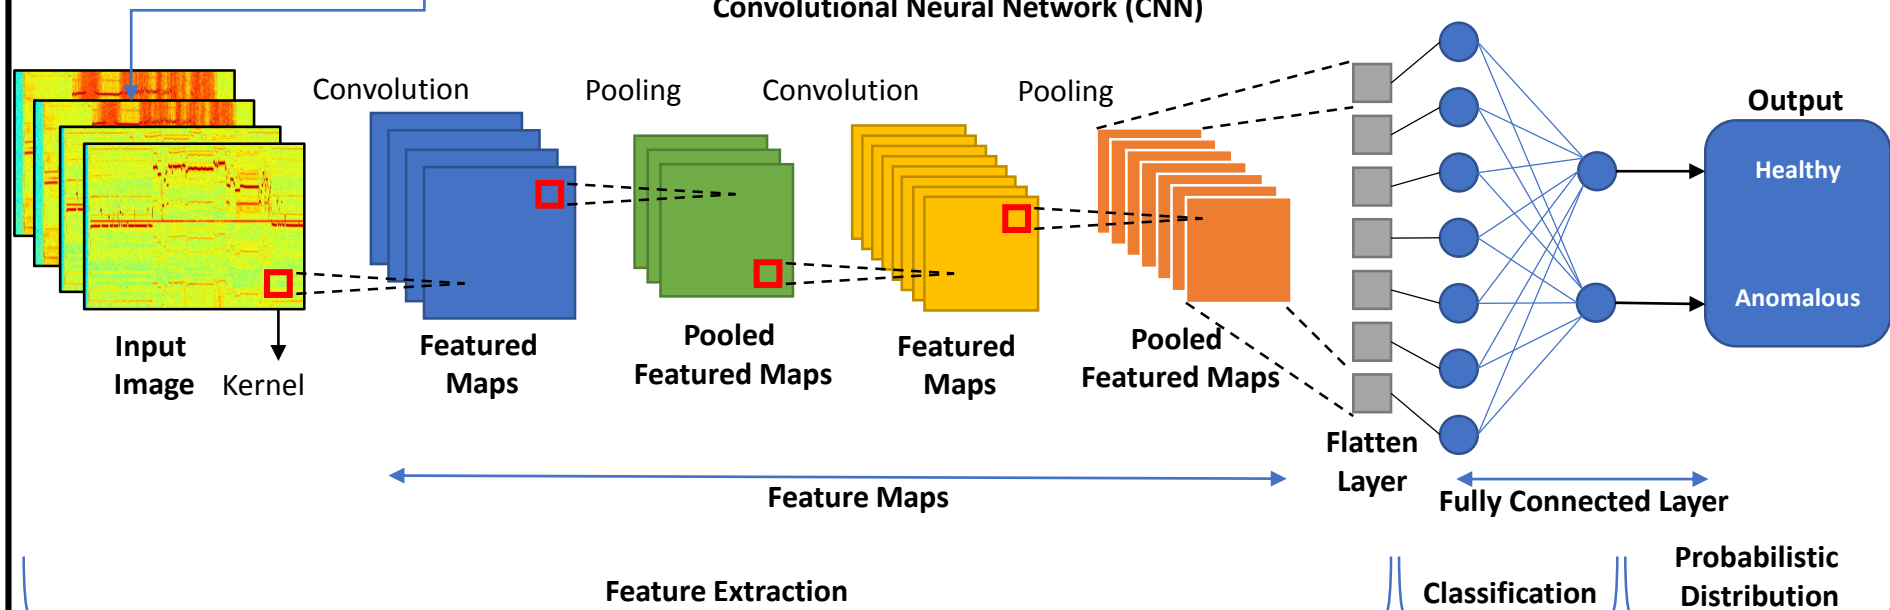 Convolutional Neural Network (CNN)
Convolution
Pooling
Convolution
Pooling
Output
Healthy
Anomalous
Input
Image
Kernel
Featured
Maps
Pooled
Featured Maps
Featured
Maps
Pooled
Featured Maps
Flatten
Layer
Feature Maps
Fully Connected Layer
Feature Extraction
Classification
Probabilistic
Distribution